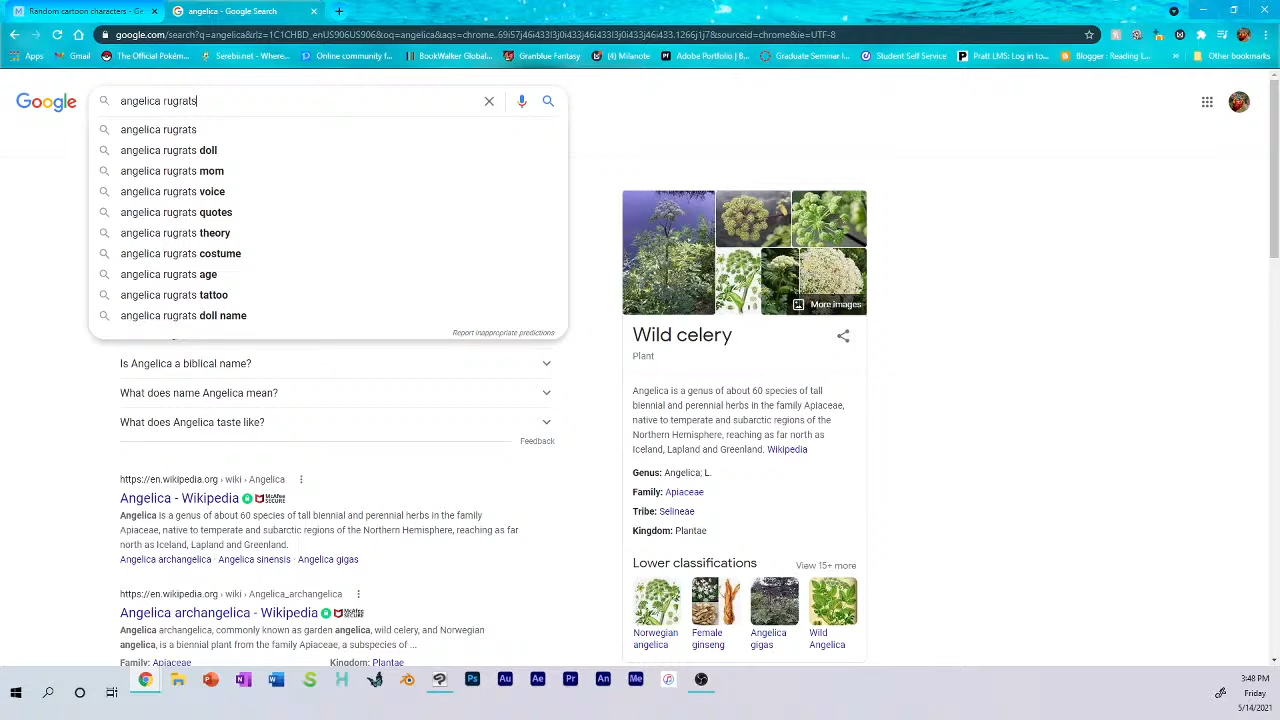 Random cartoon characters - Ge
angelica - Google Search
google.com/search?q=angelica&rlz=1C1CHBD_enUS906US906&oq=angelica&aqs=chrome..69i57j46i433l3j0i433j46i433l3j0j46i433.1266j1j7&sourceid=chrome&ie=UTF-8
Apps
Gmail
The Official Pokém...
Serebii.net - Where...
Online community f...
BookWalker Global...
Granblue Fantasy
Milanote
Adobe Portfolio | B...
Graduate Seminar I...
Student Self Service
Pratt LMS: Log in to...
Blogger : Reading L...
Other bookmarks
Google
angelica rugrats
angelica rugrats
angelica rugrats doll
angelica rugrats mom
angelica rugrats voice
angelica rugrats quotes
angelica rugrats theory
angelica rugrats costume
angelica rugrats age
angelica rugrats tattoo
angelica rugrats doll name
Report inappropriate predictions
Is Angelica a biblical name?
What does name Angelica mean?
What does Angelica taste like?
Feedback
https://en.wikipedia.org › wiki › Angelica
Angelica - Wikipedia
McAfee SECURE
Angelica is a genus of about 60 species of tall biennial and perennial herbs in the family
Apiaceae, native to temperate and subarctic regions of the Northern Hemisphere, reaching as far
north as Iceland, Lapland and Greenland.
Angelica archangelica · Angelica sinensis · Angelica gigas
https://en.wikipedia.org › wiki › Angelica_archangelica
Angelica archangelica - Wikipedia
McAfee SECURE
Angelica archangelica, commonly known as garden angelica, wild celery, and Norwegian
angelica, is a biennial plant from the family Apiaceae, a subspecies of ...
Family: Apiaceae
Kingdom: Plantae
More images
Wild celery
Plant
Angelica is a genus of about 60 species of tall
biennial and perennial herbs in the family Apiaceae,
native to temperate and subarctic regions of the
Northern Hemisphere, reaching as far north as
Iceland, Lapland and Greenland. Wikipedia
Genus: Angelica; L.
Family: Apiaceae
Tribe: Selineae
Kingdom: Plantae
Lower classifications
View 15+ more
Norwegian
angelica
Female
ginseng
Angelica
gigas
Wild
Angelica
Ps
Au
Ae
Pr
An
Me
3:48 PM
Friday
5/14/2021